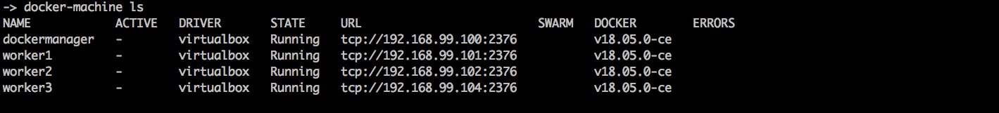 -> docker-machine ls
NAME ACTIVE DRIVER STATE URL SWARM DOCKER ERRORS
dockermanager - virtualbox Running tcp://192.168.99.100:2376 v18.05.0-ce
worker1 - virtualbox Running tcp://192.168.99.101:2376 v18.05.0-ce
worker2 - virtualbox Running tcp://192.168.99.102:2376 v18.05.0-ce
worker3 - virtualbox Running tcp://192.168.99.104:2376 v18.05.0-ce